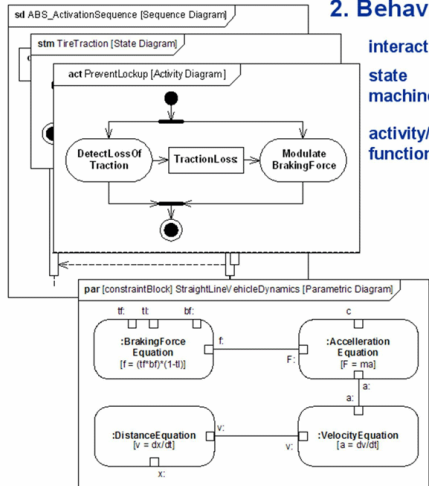 2. Behav
sd ABS_ActivationSequence [Sequence Diagram]
stm TireTraction [State Diagram]
interact
act PreventLockup [Activity Diagram]
state
machine
activity/
function
DetectLossOf
Traction
TractionLoss:
Modulate
BrakingForce
par [constraintBlock] StraightLineVehicleDynamics [Parametric Diagram]
tf: tl: bf:
c
:BrakingForce
Equation
[f = (tf*bf)*(1-tl)]
f:
F:
:Accelleration
Equation
[F = ma]
a:
a:
:DistanceEquation
[v = dx/dt]
v:
v:
:VelocityEquation
[a = dv/dt]
x: